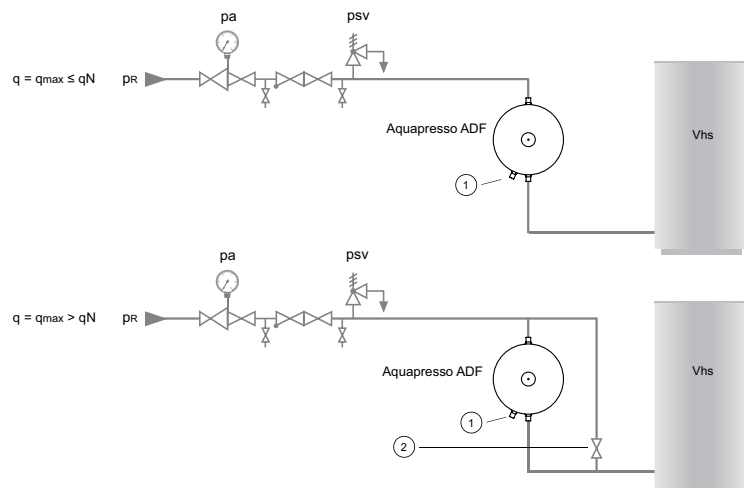 pa
psv
q = qmax ≤ qN
pR
Aquapresso ADF
Vhs
1
pa
psv
q = qmax > qN
pR
Aquapresso ADF
Vhs
1
2